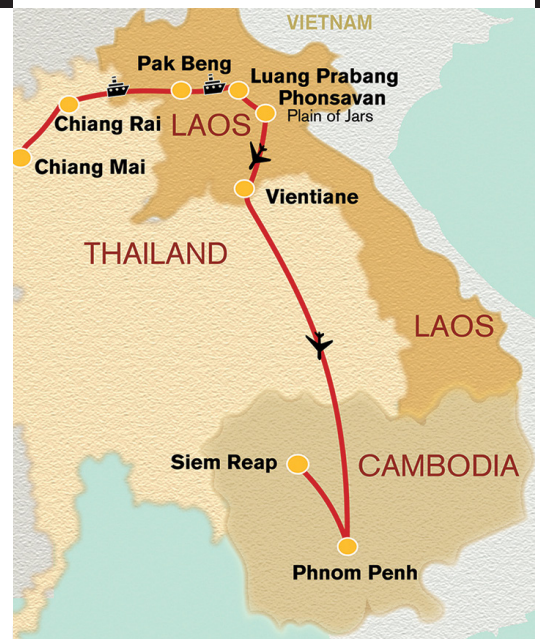 VIETNAM
Pak Beng
Luang Prabang
Phonsavan
Plain of Jars
Chiang Rai
LAOS
Chiang Mai
Vientiane
THAILAND
LAOS
Siem Reap
CAMBODIA
Phnom Penh